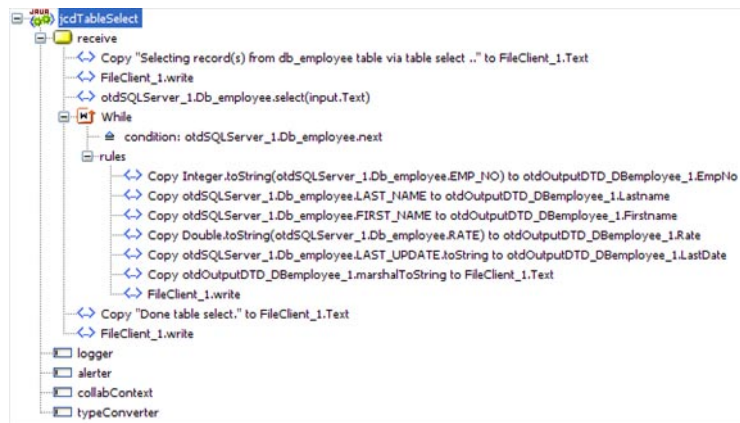 jcdTableSelect
receive
Copy "Selecting record(s) from db_employee table via table select .." to FileClient_1.Text
FileClient_1.write
otdSQLServer_1.Db_employee.select(input.Text)
While
condition: otdSQLServer_1.Db_employee.next
rules
Copy Integer.toString(otdSQLServer_1.Db_employee.EMP_NO) to otdOutputDTD_DBemployee_1.EmpNo
Copy otdSQLServer_1.Db_employee.LAST_NAME to otdOutputDTD_DBemployee_1.Lastname
Copy otdSQLServer_1.Db_employee.FIRST_NAME to otdOutputDTD_DBemployee_1.Firstname
Copy Double.toString(otdSQLServer_1.Db_employee.RATE) to otdOutputDTD_DBemployee_1.Rate
Copy otdSQLServer_1.Db_employee.LAST_UPDATE.toString to otdOutputDTD_DBemployee_1.LastDate
Copy otdOutputDTD_DBemployee_1.marshalToString to FileClient_1.Text
FileClient_1.write
Copy "Done table select." to FileClient_1.Text
FileClient_1.write
logger
alerter
collabContext
typeConverter